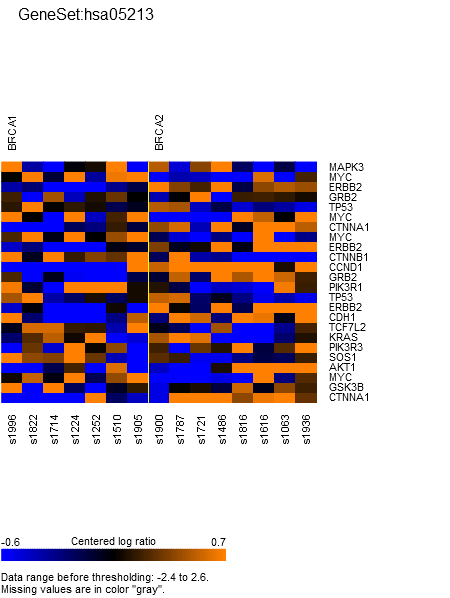 GeneSet:hsa05213
BRCA1
BRCA2
MAPK3
MYC
ERBB2
GRB2
TP53
MYC
CTNNA1
MYC
ERBB2
CTNNB1
CCND1
GRB2
PIK3R1
TP53
ERBB2
CDH1
TCF7L2
KRAS
PIK3R3
SOS1
AKT1
MYC
GSK3B
CTNNA1
s1996 s1822 s1714 s1224 s1252 s1510 s1905 s1900 s1787 s1721 s1486 s1816 s1616 s1063 s1936
-0.6 Centered log ratio 0.7
Data range before thresholding: -2.4 to 2.6.
Missing values are in color "gray".